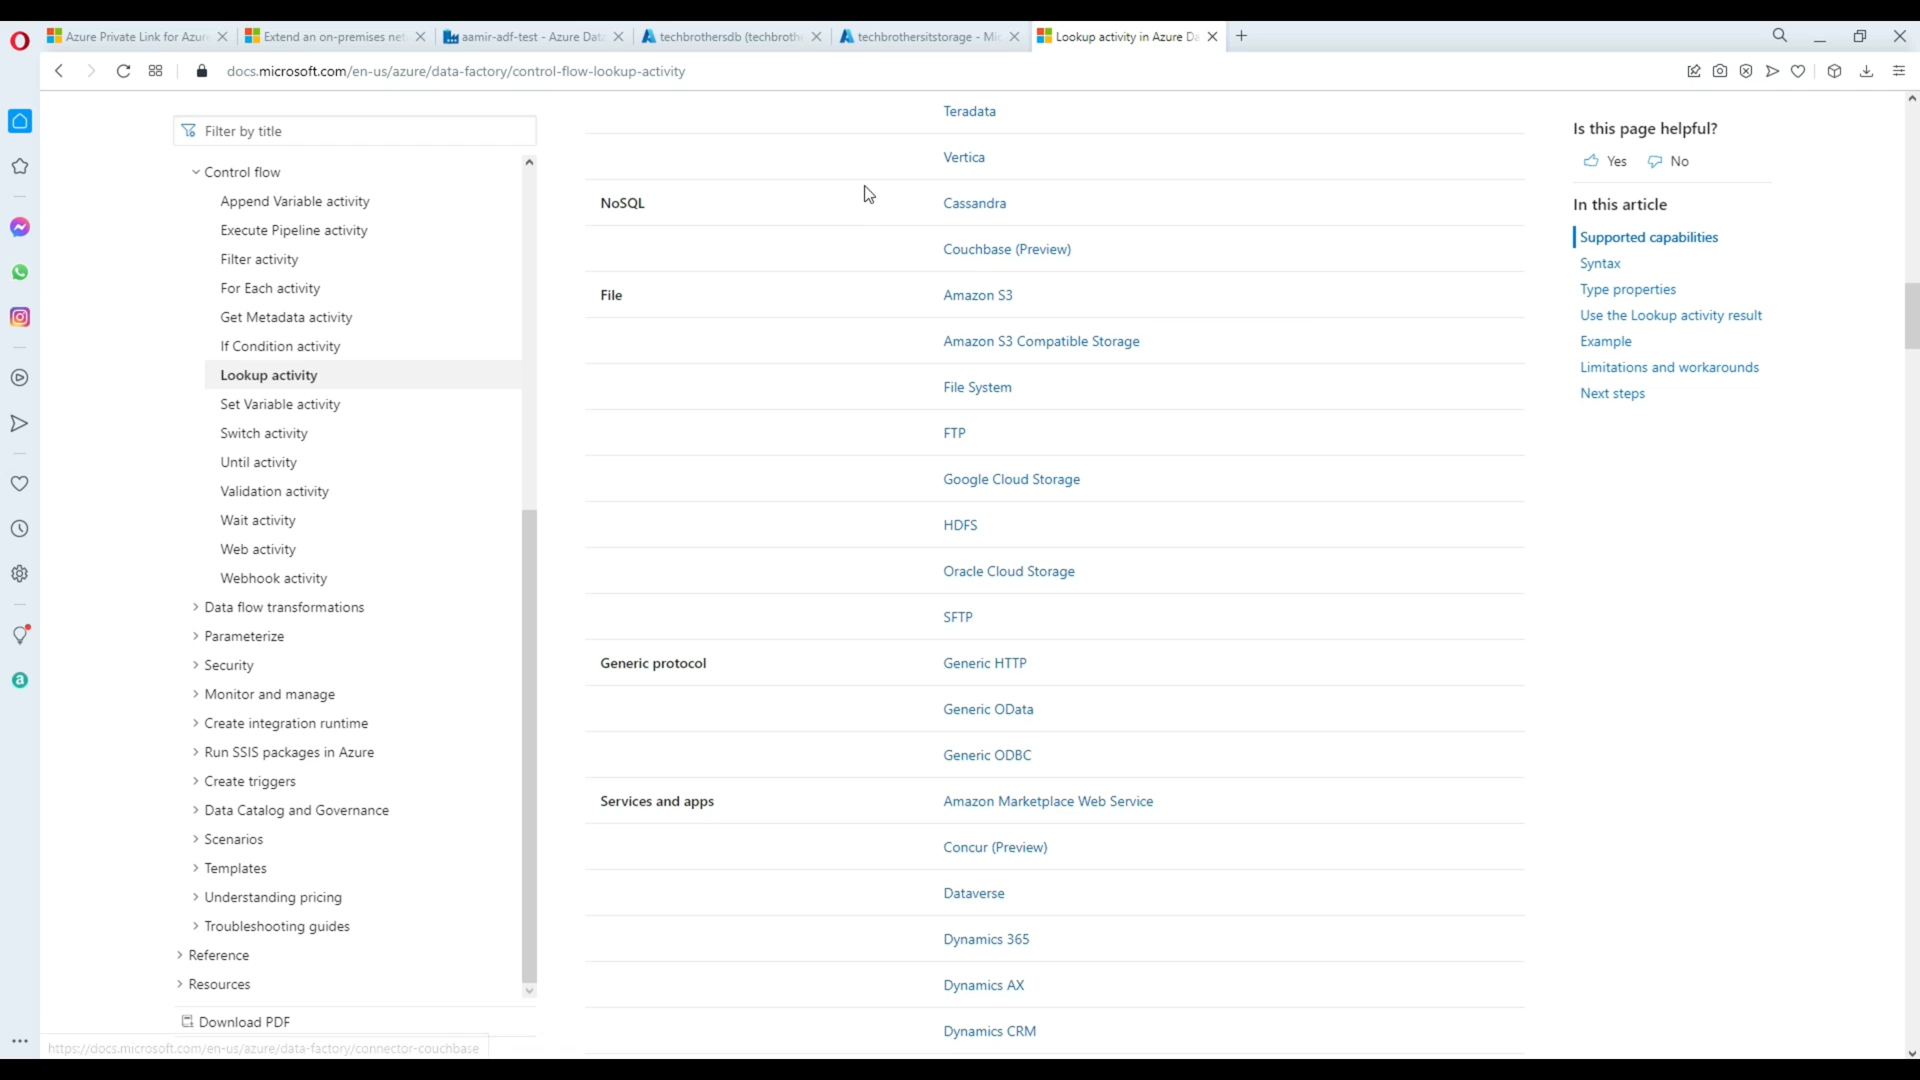 Azure Private Link for Azure
Extend an on-premises net
aamir-adf-test - Azure Data
techbrothersdb (techbroth
techbrothersitstorage - Mic
Lookup activity in Azure Da
docs.microsoft.com/en-us/azure/data-factory/control-flow-lookup-activity
Filter by title
Control flow
Append Variable activity
Execute Pipeline activity
Filter activity
For Each activity
Get Metadata activity
If Condition activity
Lookup activity
Set Variable activity
Switch activity
Until activity
Validation activity
Wait activity
Web activity
Webhook activity
Data flow transformations
Parameterize
Security
Monitor and manage
Create integration runtime
Run SSIS packages in Azure
Create triggers
Data Catalog and Governance
Scenarios
Templates
Understanding pricing
Troubleshooting guides
Reference
Resources
Download PDF
https://docs.microsoft.com/en-us/azure/data-factory/connector-couchbase
Teradata
Vertica
NoSQL Cassandra
Couchbase (Preview)
File Amazon S3
Amazon S3 Compatible Storage
File System
FTP
Google Cloud Storage
HDFS
Oracle Cloud Storage
SFTP
Generic protocol Generic HTTP
Generic OData
Generic ODBC
Services and apps Amazon Marketplace Web Service
Concur (Preview)
Dataverse
Dynamics 365
Dynamics AX
Dynamics CRM
Is this page helpful?
Yes No
In this article
Supported capabilities
Syntax
Type properties
Use the Lookup activity result
Example
Limitations and workarounds
Next steps